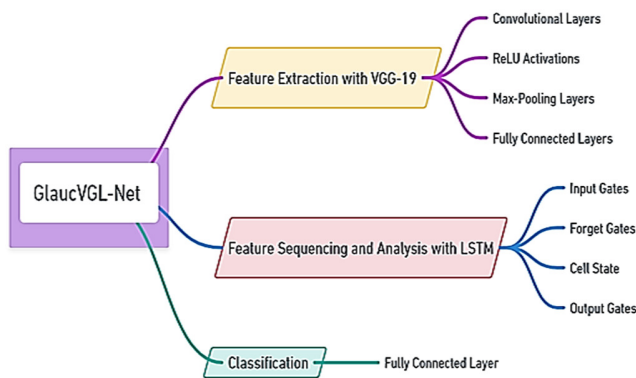 GlaucVGL-Net
Feature Extraction with VGG-19
Convolutional Layers
ReLU Activations
Max-Pooling Layers
Fully Connected Layers
Feature Sequencing and Analysis with LSTM
Input Gates
Forget Gates
Cell State
Output Gates
Classification
Fully Connected Layer